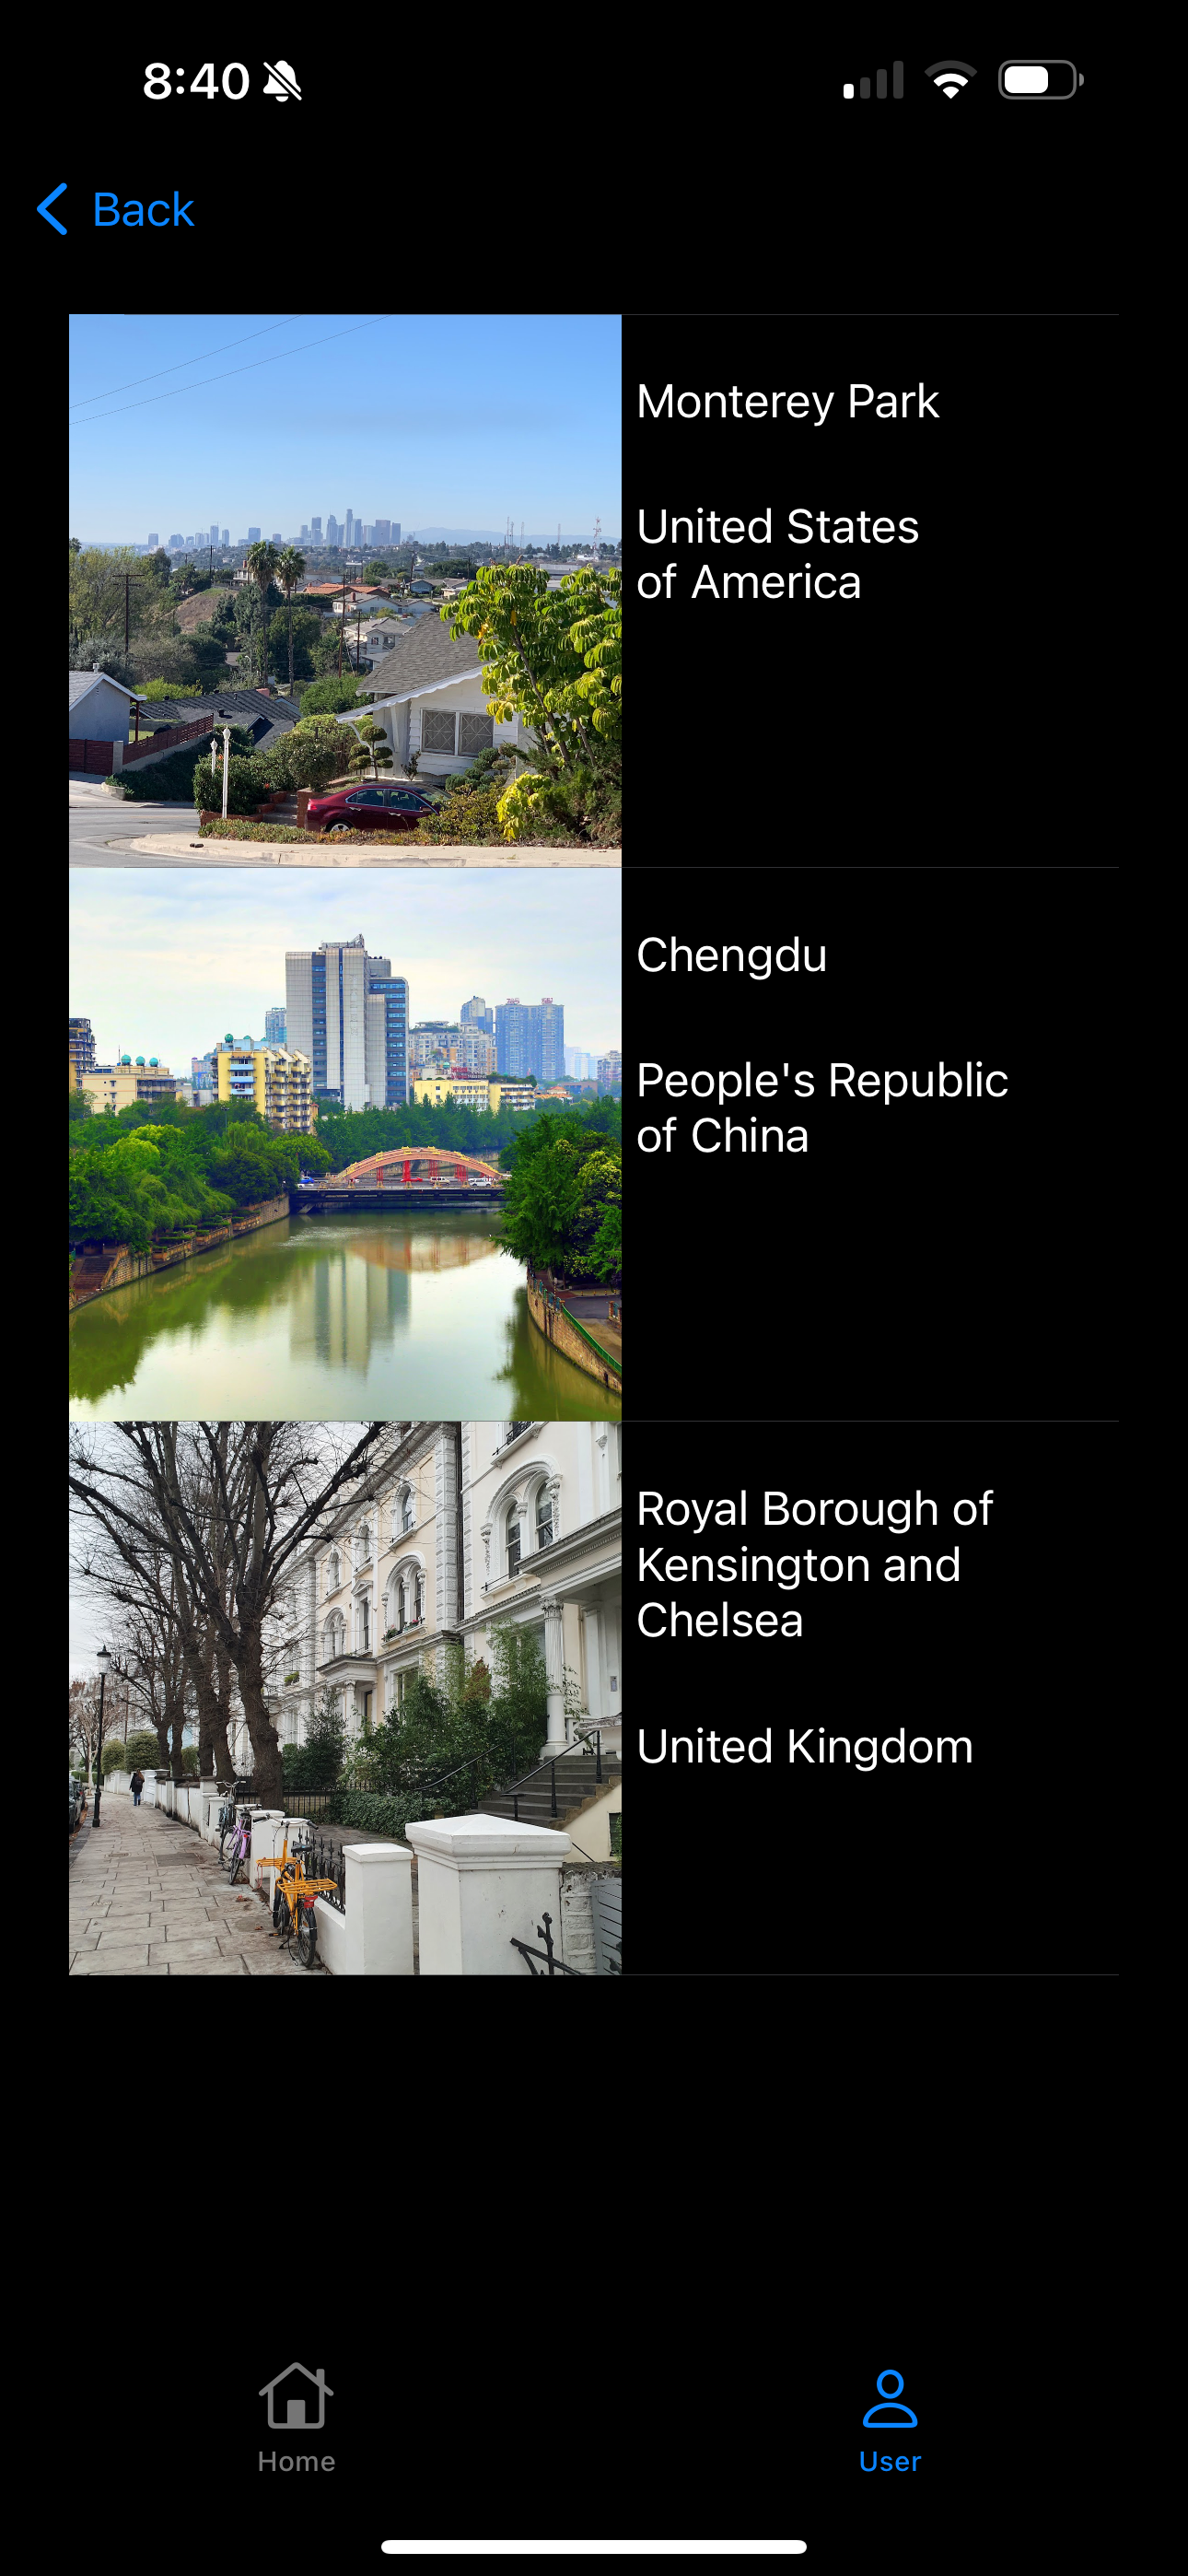 8:40
Back
Monterey Park
United States
of America
Chengdu
People's Republic
of China
Royal Borough of
Kensington and
Chelsea
United Kingdom
Home
User